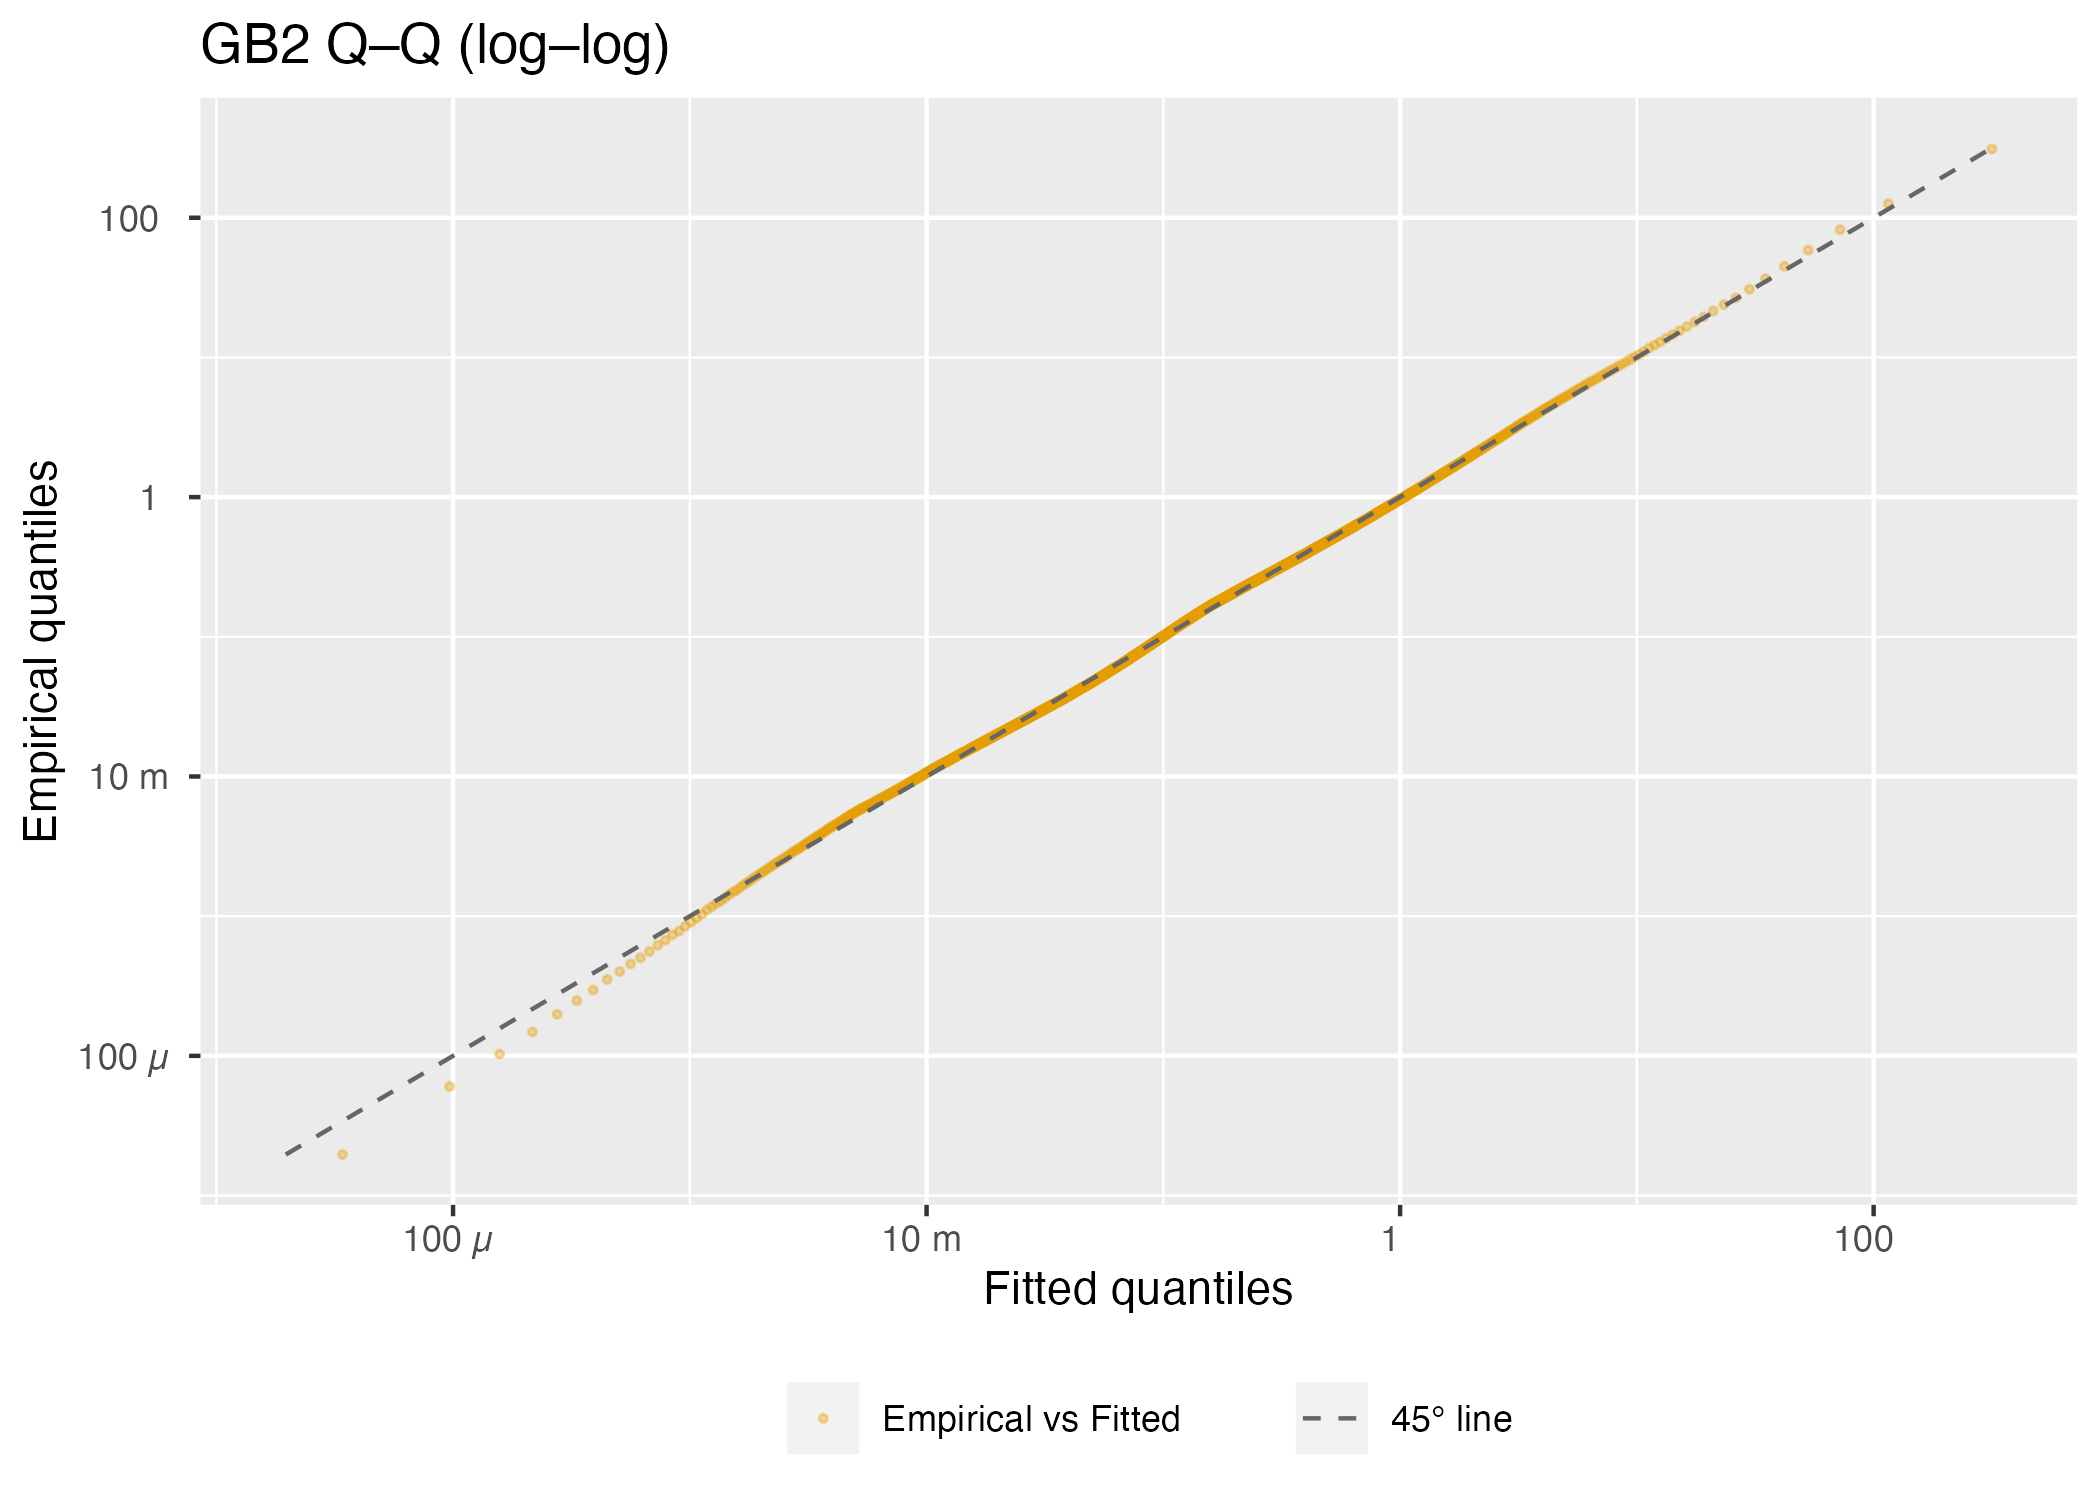 GB2 Q–Q (log–log)
Empirical quantiles
100
1
10 m
100 µ
100 µ
10 m
1
100
Fitted quantiles
Empirical vs Fitted
45° line